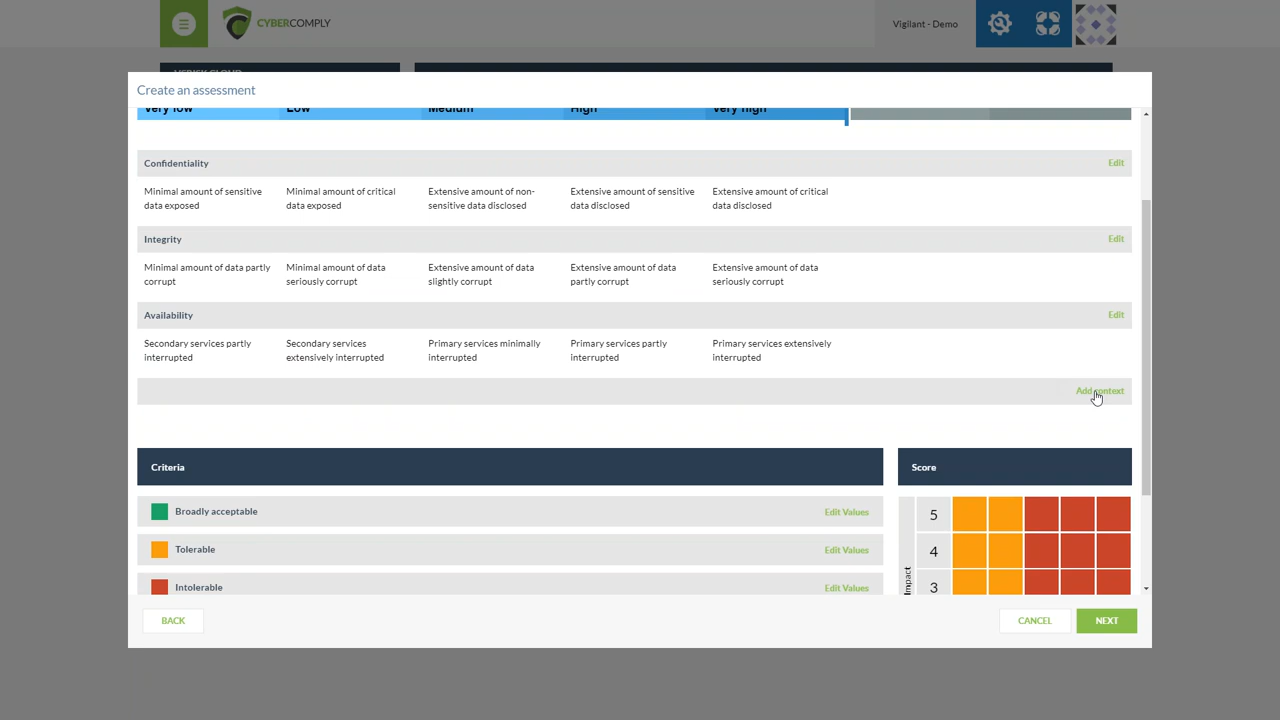 CYBERCOMPLY
Vigilant - Demo
Create an assessment
Very low Low Medium High Very high
Confidentiality Edit
Minimal amount of sensitive Minimal amount of critical Extensive amount of non- Extensive amount of sensitive Extensive amount of critical
data exposed data exposed sensitive data disclosed data disclosed data disclosed
Integrity Edit
Minimal amount of data partly Minimal amount of data Extensive amount of data Extensive amount of data Extensive amount of data
corrupt seriously corrupt slightly corrupt partly corrupt seriously corrupt
Availability Edit
Secondary services partly Secondary services Primary services minimally Primary services partly Primary services extensively
interrupted extensively interrupted interrupted interrupted interrupted
Add context
Criteria Score
Broadly acceptable Edit Values
5
Tolerable Edit Values
4
Intolerable Edit Values
3
Impact
BACK CANCEL NEXT